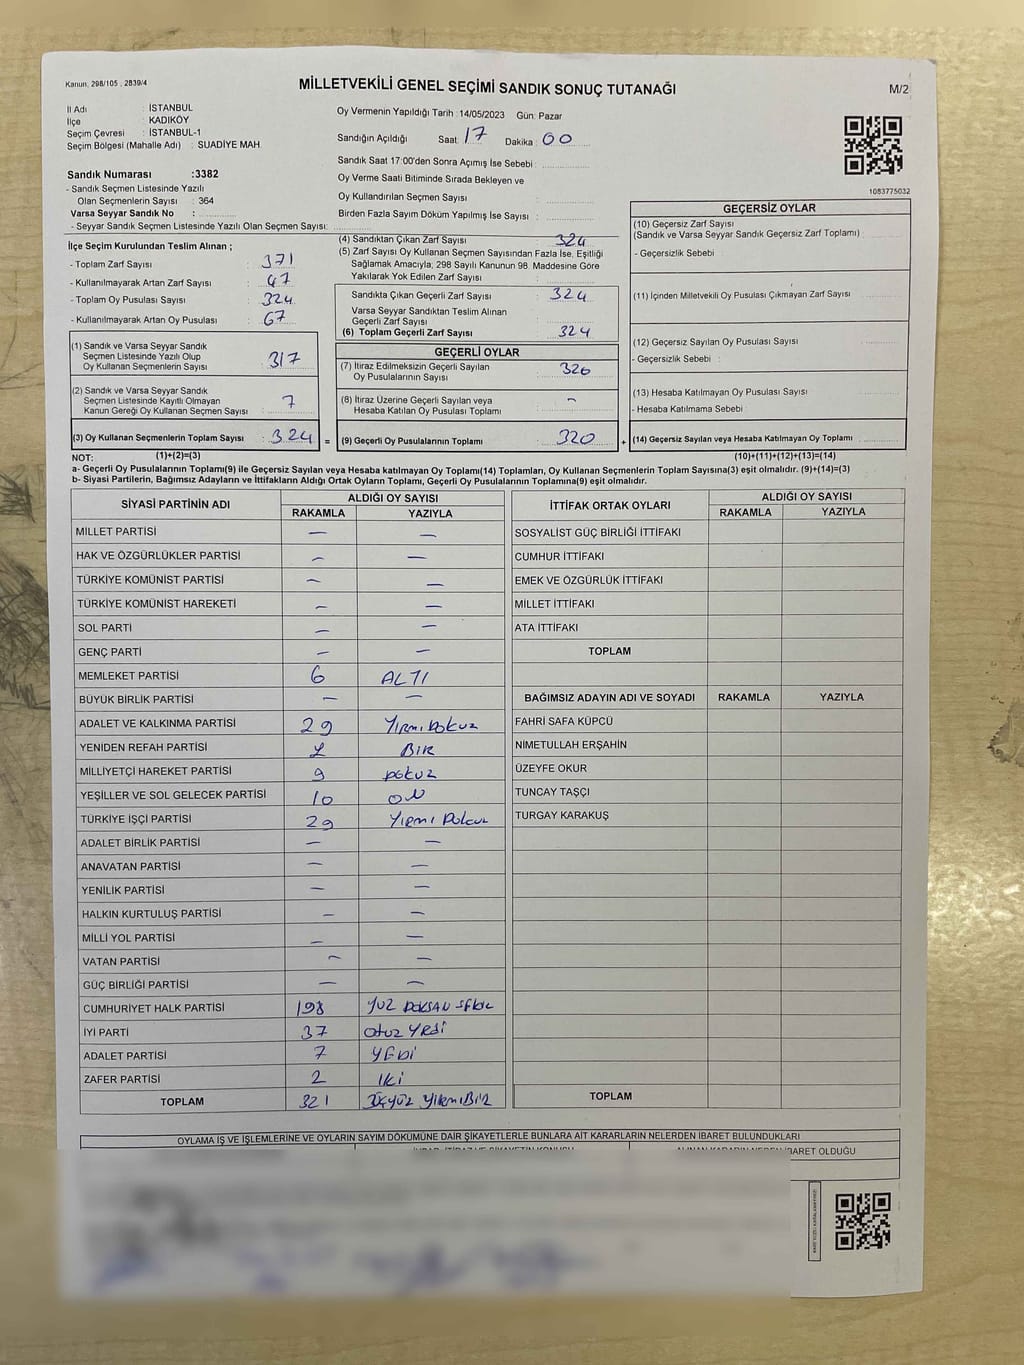 Kanun: 298/105 , 2839/4
MİLLETVEKİLİ GENEL SEÇİMİ SANDIK SONUÇ TUTANAĞI
M/2
İl Adı : İSTANBUL
İlçe : KADIKÖY
Seçim Çevresi : İSTANBUL-1
Seçim Bölgesi (Mahalle Adı) : SUADİYE MAH.
Oy Vermenin Yapıldığı Tarih : 14/05/2023 Gün: Pazar
Sandığın Açıldığı Saat: 17 Dakika: 00
Sandık Saat 17:00'den Sonra Açımış İse Sebebi :
Oy Verme Saati Bitiminde Sırada Bekleyen ve
Oy Kullandırılan Seçmen Sayısı :
Birden Fazla Sayım Döküm Yapılmış İse Sayısı :
1083775032
Sandık Numarası :3382
- Sandık Seçmen Listesinde Yazılı
Olan Seçmenlerin Sayısı : 364
Varsa Seyyar Sandık No :
- Seyyar Sandık Seçmen Listesinde Yazılı Olan Seçmen Sayısı:
İlçe Seçim Kurulundan Teslim Alınan ;
- Toplam Zarf Sayısı : 371
- Kullanılmayarak Artan Zarf Sayısı : 47
- Toplam Oy Pusulası Sayısı : 324
- Kullanılmayarak Artan Oy Pusulası : 67
(1) Sandık ve Varsa Seyyar Sandık
Seçmen Listesinde Yazılı Olup
Oy Kullanan Seçmenlerin Sayısı : 317
(2) Sandık ve Varsa Seyyar Sandık
Seçmen Listesinde Kayıtlı Olmayan
Kanun Gereği Oy Kullanan Seçmen Sayısı : 7
(3) Oy Kullanan Seçmenlerin Toplam Sayısı : 324 =
(4) Sandıktan Çıkan Zarf Sayısı : 324
(5) Zarf Sayısı Oy Kullanan Seçmen Sayısından Fazla İse, Eşitliği
Sağlamak Amacıyla; 298 Sayılı Kanunun 98. Maddesine Göre
Yakılarak Yok Edilen Zarf Sayısı :
Sandıkta Çıkan Geçerli Zarf Sayısı : 324
Varsa Seyyar Sandıktan Teslim Alınan
Geçerli Zarf Sayısı :
(6) Toplam Geçerli Zarf Sayısı : 324
GEÇERLİ OYLAR
(7) İtiraz Edilmeksizin Geçerli Sayılan
Oy Pusulasının Sayısı : 320
(8) İtiraz Üzerine Geçerli Sayılan veya
Hesaba Katılan Oy Pusulası Toplamı : -
(9) Geçerli Oy Pusulalarının Toplamı : 320 +
GEÇERSİZ OYLAR
(10) Geçersiz Zarf Sayısı
(Sandık ve Varsa Seyyar Sandık Geçersiz Zarf Toplamı)
- Geçersizlik Sebebi :
(11) İçinden Milletvekili Oy Pusulası Çıkmayan Zarf Sayısı
(12) Geçersiz Sayılan Oy Pusulası Sayısı :
- Geçersizlik Sebebi :
(13) Hesaba Katılmayan Oy Pusulası Sayısı :
- Hesaba Katılmama Sebebi :
(14) Geçersiz Sayılan veya Hesaba Katılmayan Oy Toplamı
NOT: (1)+(2)=(3) (10)+(11)+(12)+(13)=(14)
a- Geçerli Oy Pusulalarının Toplamı(9) ile Geçersiz Sayılan veya Hesaba katılmayan Oy Toplamı(14) Toplamları, Oy Kullanan Seçmenlerin Toplam Sayısına(3) eşit olmalıdır. (9)+(14)=(3)
b- Siyasi Partilerin, Bağımsız Adayların ve İttifakların Aldığı Ortak Oyların Toplamı, Geçerli Oy Pusulalarının Toplamına(9) eşit olmalıdır.
SİYASİ PARTİNİN ADI ALDIĞI OY SAYISI
RAKAMLA YAZIYLA
MİLLET PARTİSİ — —
HAK VE ÖZGÜRLÜKLER PARTİSİ — —
TÜRKİYE KOMÜNİST PARTİSİ — —
TÜRKİYE KOMÜNİST HAREKETİ — —
SOL PARTİ — —
GENÇ PARTİ — —
MEMLEKET PARTİSİ 6 ALTI
BÜYÜK BİRLİK PARTİSİ — —
ADALET VE KALKINMA PARTİSİ 29 Yirmi Dokuz
YENİDEN REFAH PARTİSİ 1 BIR
MİLLİYETÇİ HAREKET PARTİSİ 9 DOKUZ
YEŞİLLER VE SOL GELECEK PARTİSİ 10 ON
TÜRKİYE İŞÇİ PARTİSİ 29 Yirmi Dokuz
ADALET BİRLİK PARTİSİ — —
ANAVATAN PARTİSİ — —
YENİLİK PARTİSİ — —
HALKIN KURTULUŞ PARTİSİ — —
MİLLİ YOL PARTİSİ — —
VATAN PARTİSİ — —
GÜÇ BİRLİĞİ PARTİSİ — —
CUMHURİYET HALK PARTİSİ 198 YÜZ DOKSAN SEKİZ
İYİ PARTİ 37 Otuz Yedi
ADALET PARTİSİ 7 YEDİ
ZAFER PARTİSİ 2 İKİ
TOPLAM 321 ÜÇYÜZ YİRMİBİR
İTTİFAK ORTAK OYLARI ALDIĞI OY SAYISI
RAKAMLA YAZIYLA
SOSYALİST GÜÇ BİRLİĞİ İTTİFAKI
CUMHUR İTTİFAKI
EMEK VE ÖZGÜRLÜK İTTİFAKI
MİLLET İTTİFAKI
ATA İTTİFAKI
TOPLAM
BAĞIMSIZ ADAYIN ADI VE SOYADI RAKAMLA YAZIYLA
FAHRİ SAFA KÜPCÜ
NİMETULLAH ERŞAHİN
ÜZEYFE OKUR
TUNCAY TAŞÇI
TURGAY KARAKUŞ
TOPLAM
OYLAMA İŞ VE İŞLEMLERİNE VE OYLARIN SAYIM DÖKÜMÜNE DAİR ŞİKAYETLERLE BUNLARA AİT KARARLARIN NELERDEN İBARET BULUNDUKLARI
İBARET OLDUĞU